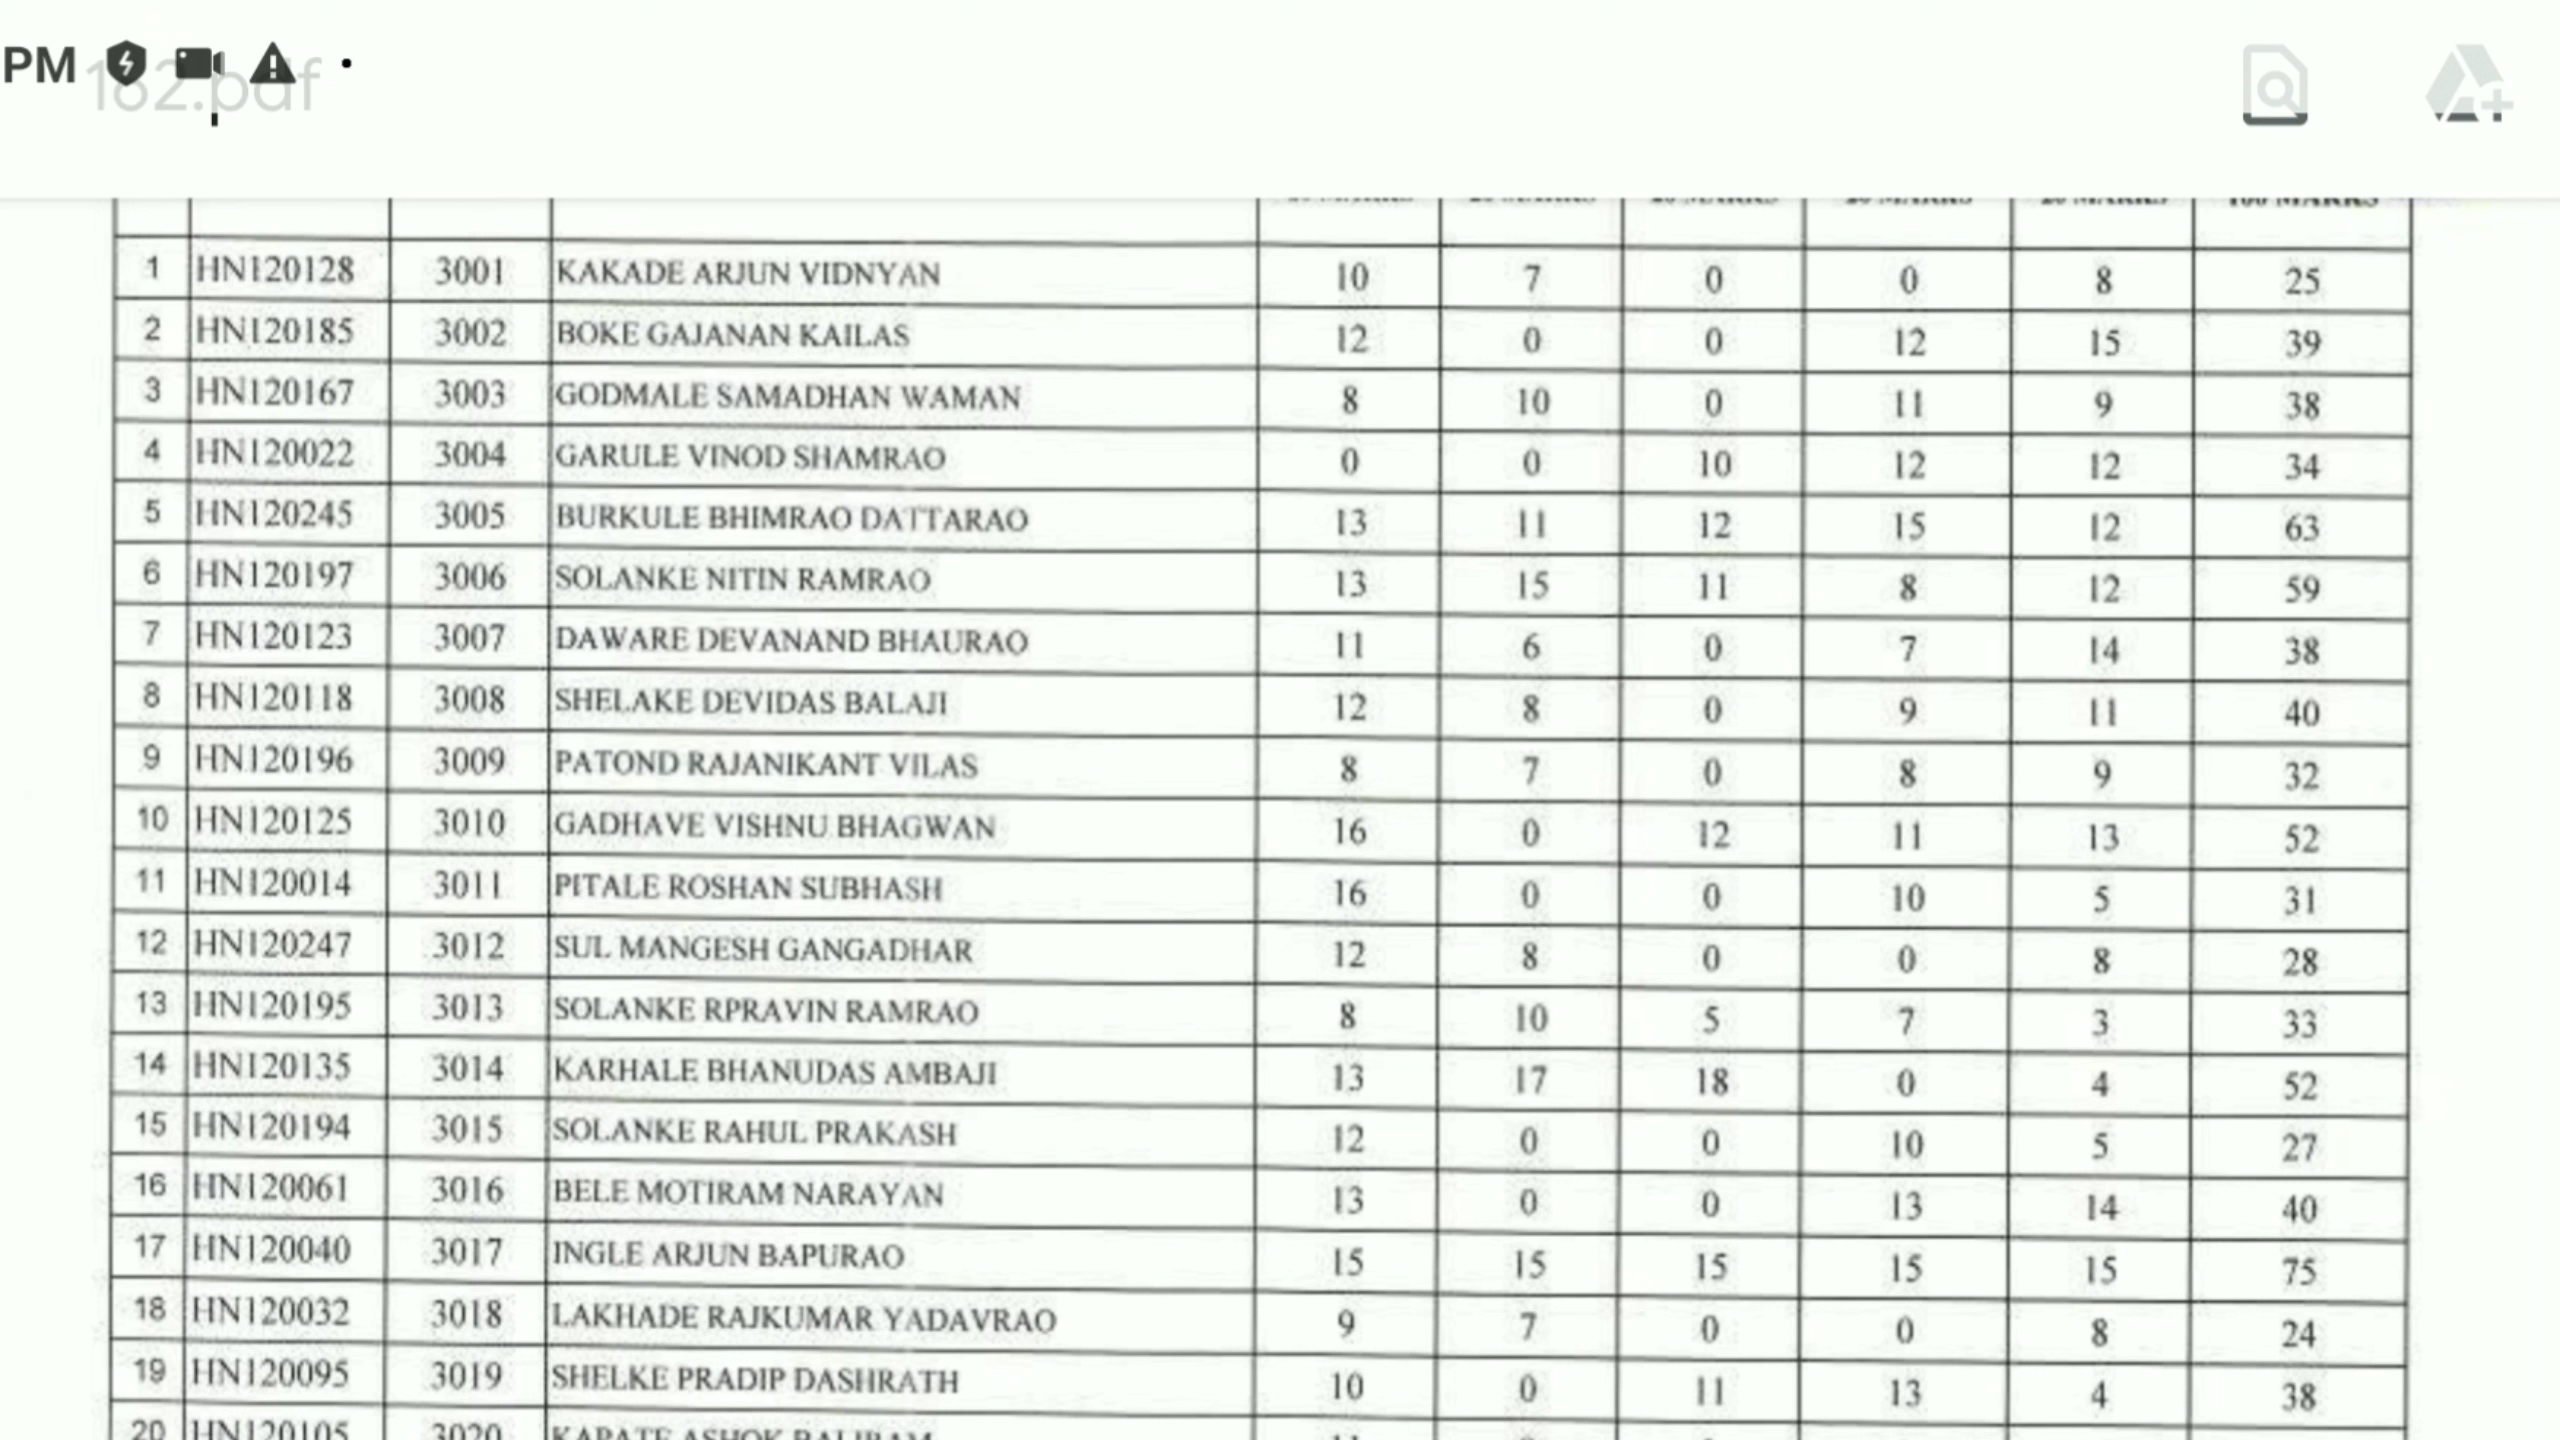 PM
182.pdf
100 MARKS
1 HN120128 3001 KAKADE ARJUN VIDNYAN 10 7 0 0 8 25
2 HN120185 3002 BOKE GAJANAN KAILAS 12 0 0 12 15 39
3 HN120167 3003 GODMALE SAMADHAN WAMAN 8 10 0 11 9 38
4 HN120022 3004 GARULE VINOD SHAMRAO 0 0 10 12 12 34
5 HN120245 3005 BURKULE BHIMRAO DATTARAO 13 11 12 15 12 63
6 HN120197 3006 SOLANKE NITIN RAMRAO 13 15 11 8 12 59
7 HN120123 3007 DAWARE DEVANAND BHAURAO 11 6 0 7 14 38
8 HN120118 3008 SHELAKE DEVIDAS BALAJI 12 8 0 9 11 40
9 HN120196 3009 PATOND RAJANIKANT VILAS 8 7 0 8 9 32
10 HN120125 3010 GADHAVE VISHNU BHAGWAN 16 0 12 11 13 52
11 HN120014 3011 PITALE ROSHAN SUBHASH 16 0 0 10 5 31
12 HN120247 3012 SUL MANGESH GANGADHAR 12 8 0 0 8 28
13 HN120195 3013 SOLANKE RPRAVIN RAMRAO 8 10 5 7 3 33
14 HN120135 3014 KARHALE BHANUDAS AMBAJI 13 17 18 0 4 52
15 HN120194 3015 SOLANKE RAHUL PRAKASH 12 0 0 10 5 27
16 HN120061 3016 BELE MOTIRAM NARAYAN 13 0 0 13 14 40
17 HN120040 3017 INGLE ARJUN BAPURAO 15 15 15 15 15 75
18 HN120032 3018 LAKHADE RAJKUMAR YADAVRAO 9 7 0 0 8 24
19 HN120095 3019 SHELKE PRADIP DASHRATH 10 0 11 13 4 38
20 HN120105 3020 KAPATE ASHOK BALIRAM